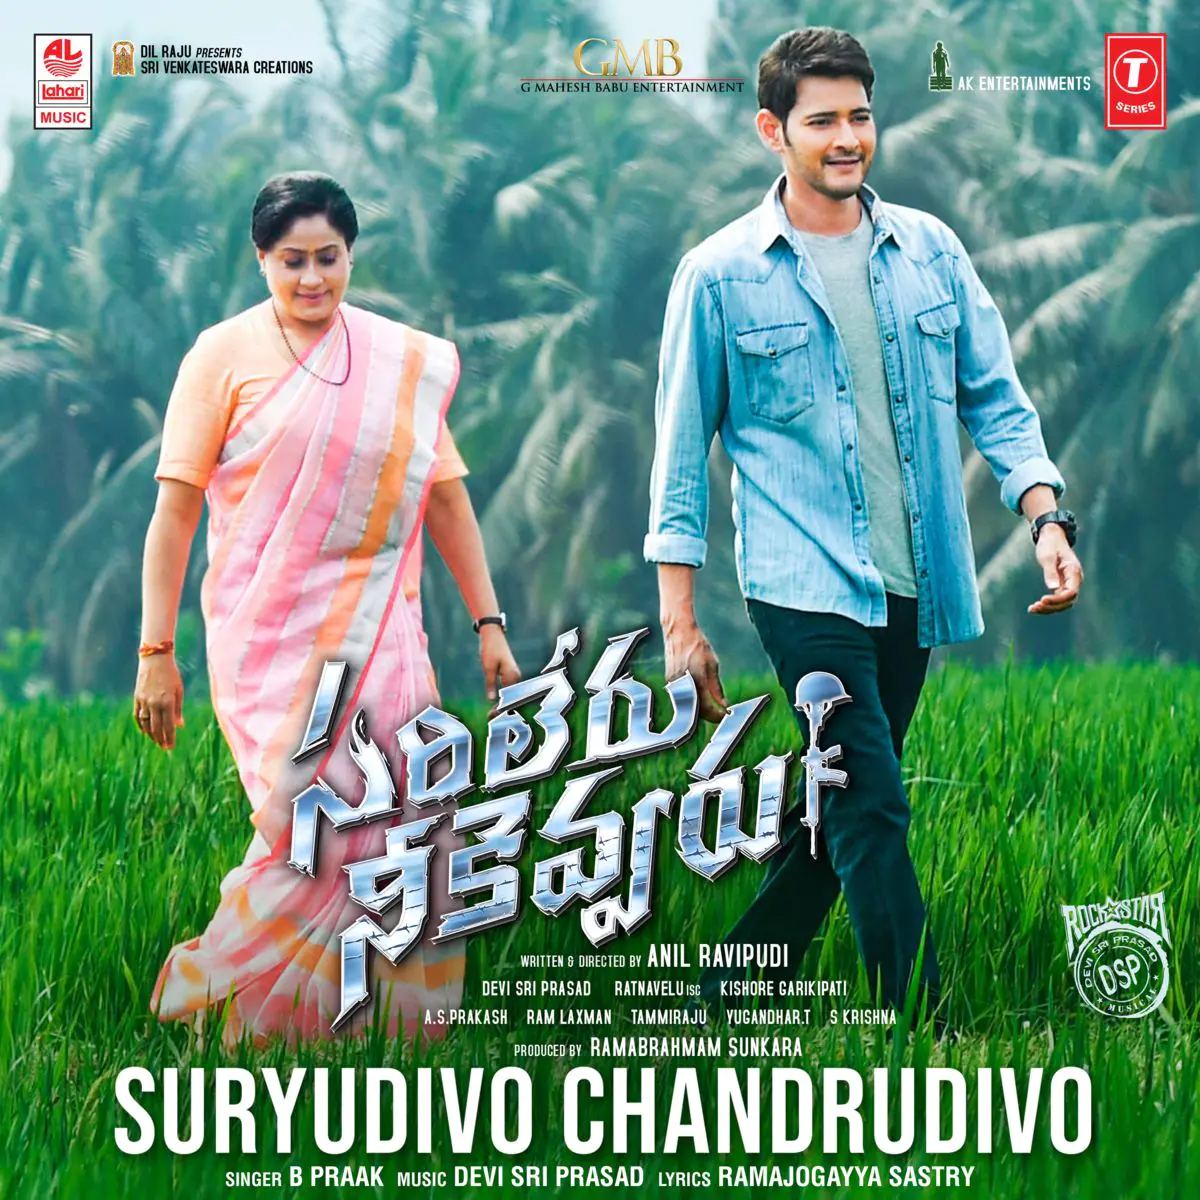 AL
Lahari
MUSIC
DIL RAJU PRESENTS
SRI VENKATESWARA CREATIONS
GMB
G MAHESH BABU ENTERTAINMENT
AK ENTERTAINMENTS
T
SERIES
సరిలేరు
నీకెవ్వరు
WRITTEN & DIRECTED BY ANIL RAVIPUDI
DEVI SRI PRASAD RATNAVELU ISC KISHORE GARIKIPATI
A.S.PRAKASH RAM LAXMAN TAMMIRAJU YUGANDHAR.T S KRISHNA
PRODUCED BY RAMABRAHMAM SUNKARA
ROCKSTAR
DEVI SRI PRASAD
DSP
MUSICAL
SURYUDIVO CHANDRUDIVO
SINGER B PRAAK MUSIC DEVI SRI PRASAD LYRICS RAMAJOGAYYA SASTRY